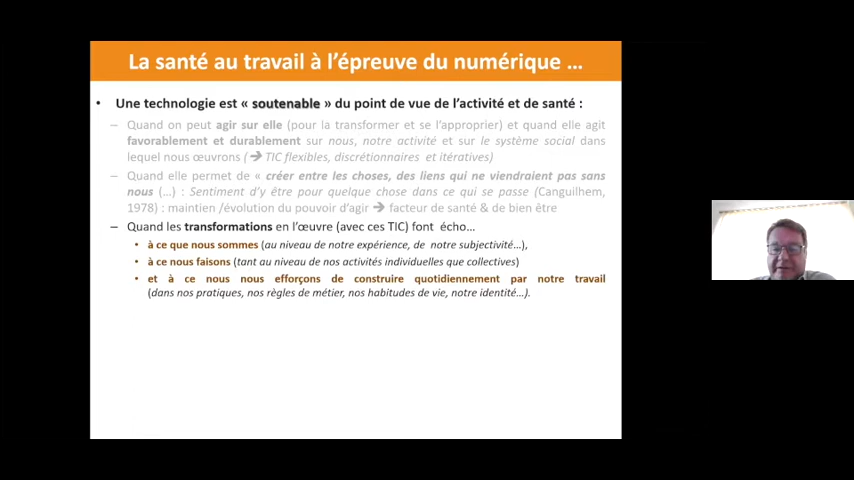 La santé au travail à l'épreuve du numérique …
• Une technologie est « soutenable » du point de vue de l'activité et de santé :
– Quand on peut agir sur elle (pour la transformer et se l'approprier) et quand elle agit
favorablement et durablement sur nous, notre activité et sur le système social dans
lequel nous œuvrons (➔ TIC flexibles, discrétionnaires et itératives)
– Quand elle permet de « créer entre les choses, des liens qui ne viendraient pas sans
nous (…) : Sentiment d'y être pour quelque chose dans ce qui se passe (Canguilhem,
1978) : maintien /évolution du pouvoir d'agir ➔ facteur de santé & de bien être
– Quand les transformations en l'œuvre (avec ces TIC) font écho…
• à ce que nous sommes (au niveau de notre expérience, de notre subjectivité…),
• à ce nous faisons (tant au niveau de nos activités individuelles que collectives)
• et à ce nous nous efforçons de construire quotidiennement par notre travail
(dans nos pratiques, nos règles de métier, nos habitudes de vie, notre identité…).